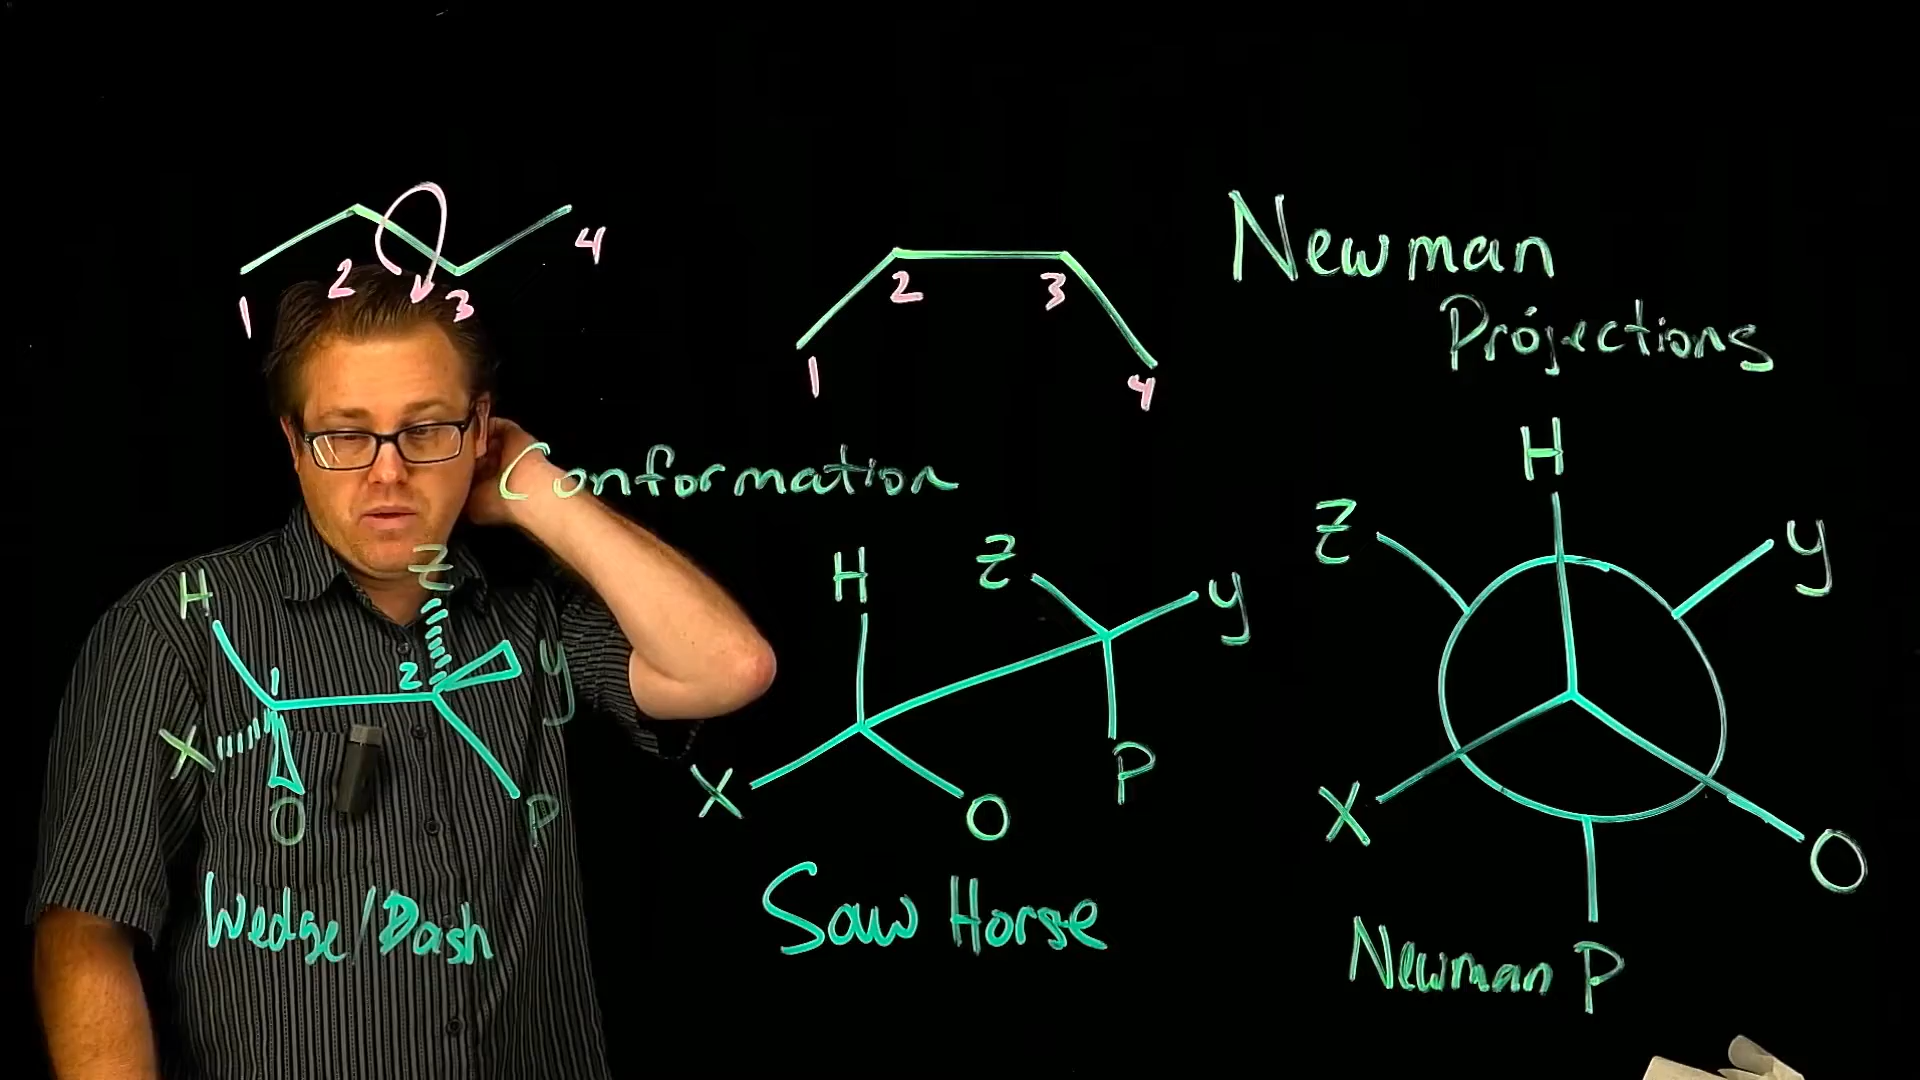 1 2 3 4
1 2 3 4
Newman
Projections
Conformation
H
X
O
1
2
Z
Y
P
Wedge/Dash
H
X
O
Z
Y
P
Saw Horse
H
Z
Y
X
O
P
Newman